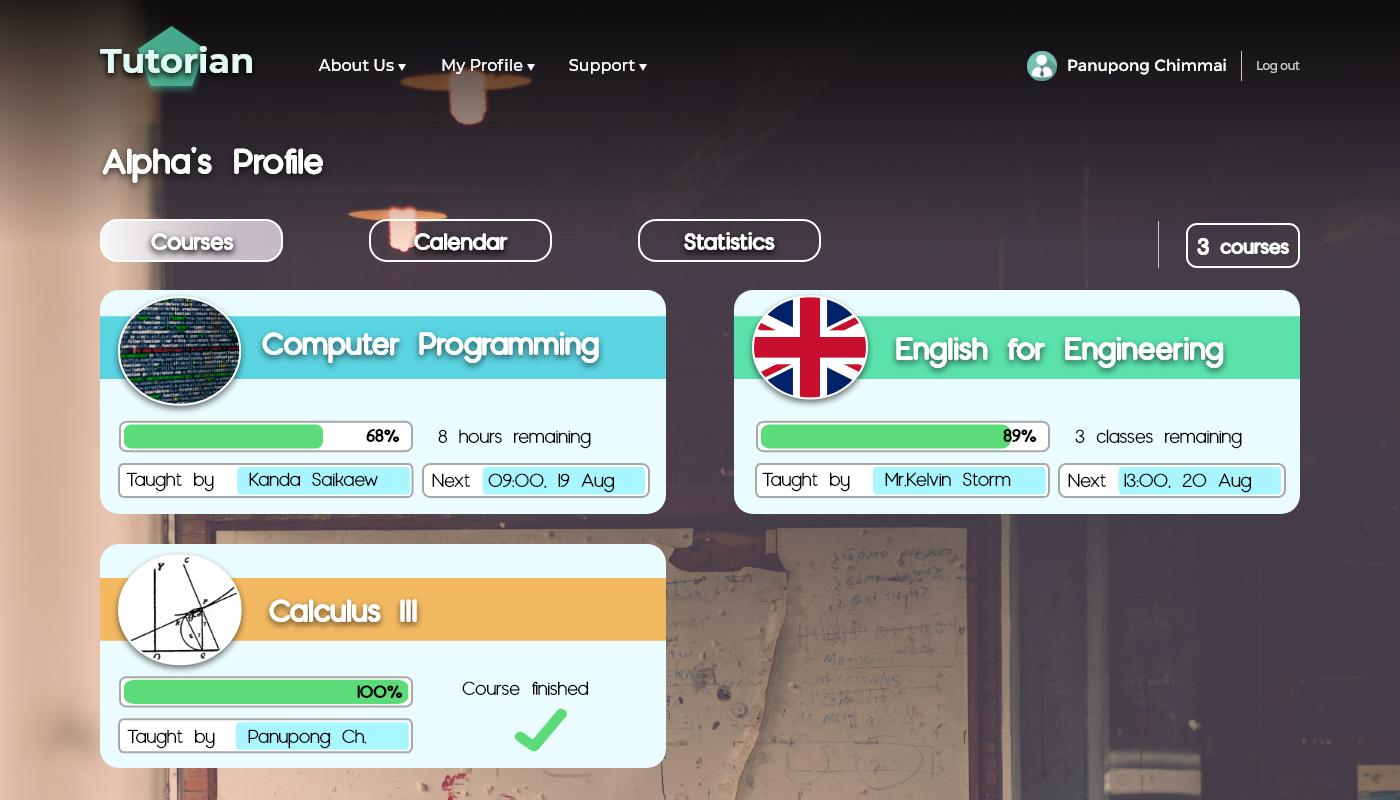 Tutorian
About Us ▾ My Profile ▾ Support ▾
Panupong Chimmai
Log out
Alpha's Profile
Courses
Calendar
Statistics
3 courses
Computer Programming
68%
8 hours remaining
Taught by Kanda Saikaew
Next 09:00, 19 Aug
English for Engineering
89%
3 classes remaining
Taught by Mr.Kelvin Storm
Next 13:00, 20 Aug
Calculus III
100%
Course finished
Taught by Panupong Ch.